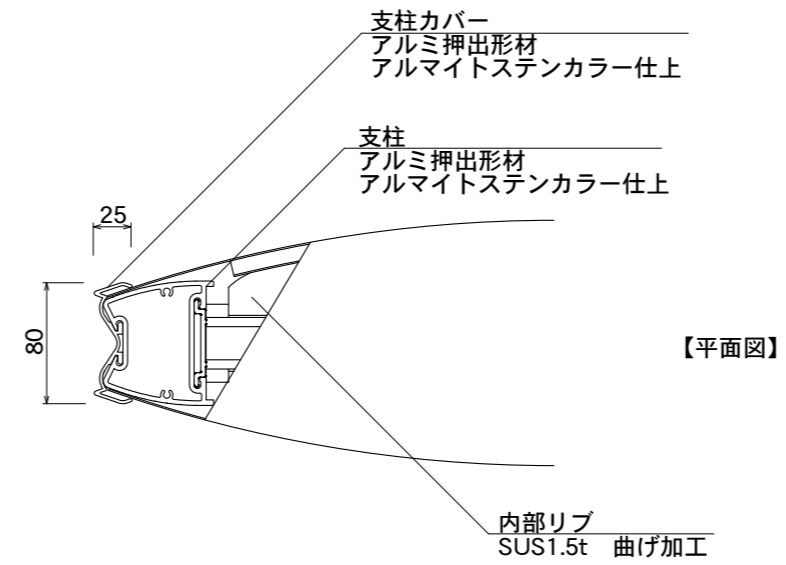 支柱カバー
アルミ押出形材
アルマイトステンカラー仕上
支柱
アルミ押出形材
アルマイトステンカラー仕上
25
80
【平面図】
内部リブ
SUS1.5t　曲げ加工